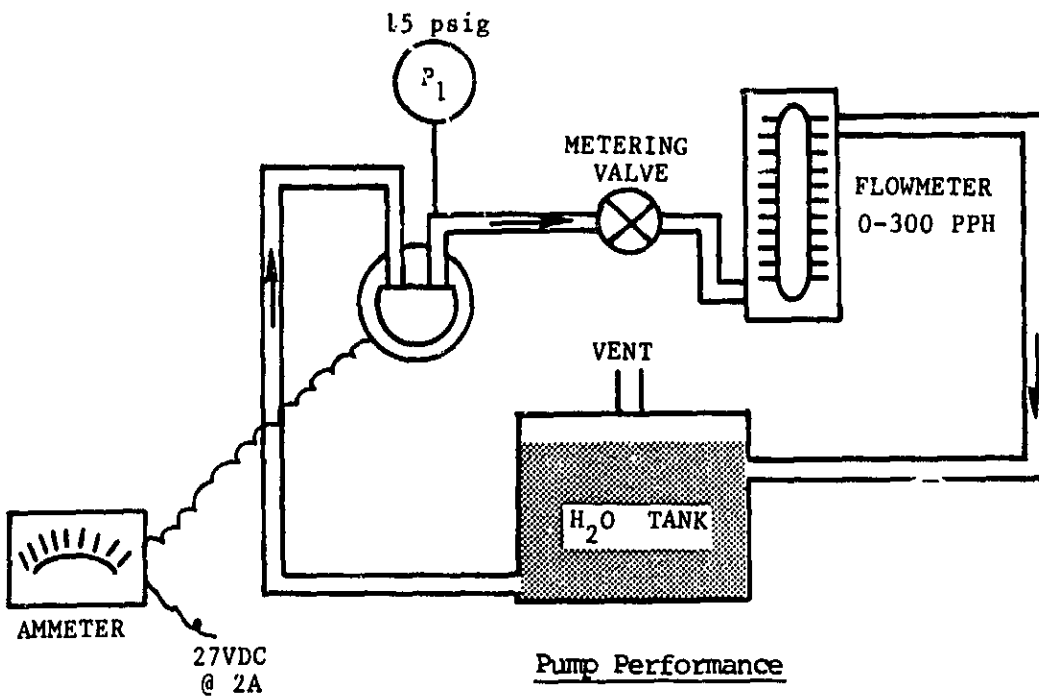 15 psig
P1
METERING
VALVE
FLOWMETER
0-300 PPH
VENT
H2O TANK
AMMETER
27VDC
@ 2A
Pump Performance